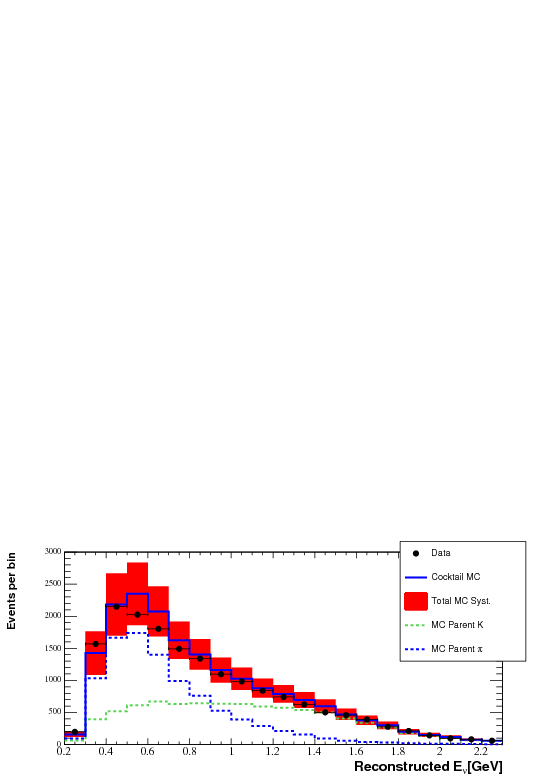 3000
2500
2000
1500
1000
500
0
Events per bin
0.2 0.4 0.6 0.8 1 1.2 1.4 1.6 1.8 2 2.2
Reconstructed Eν[GeV]
Data
Cocktail MC
Total MC Syst.
MC Parent K
MC Parent π